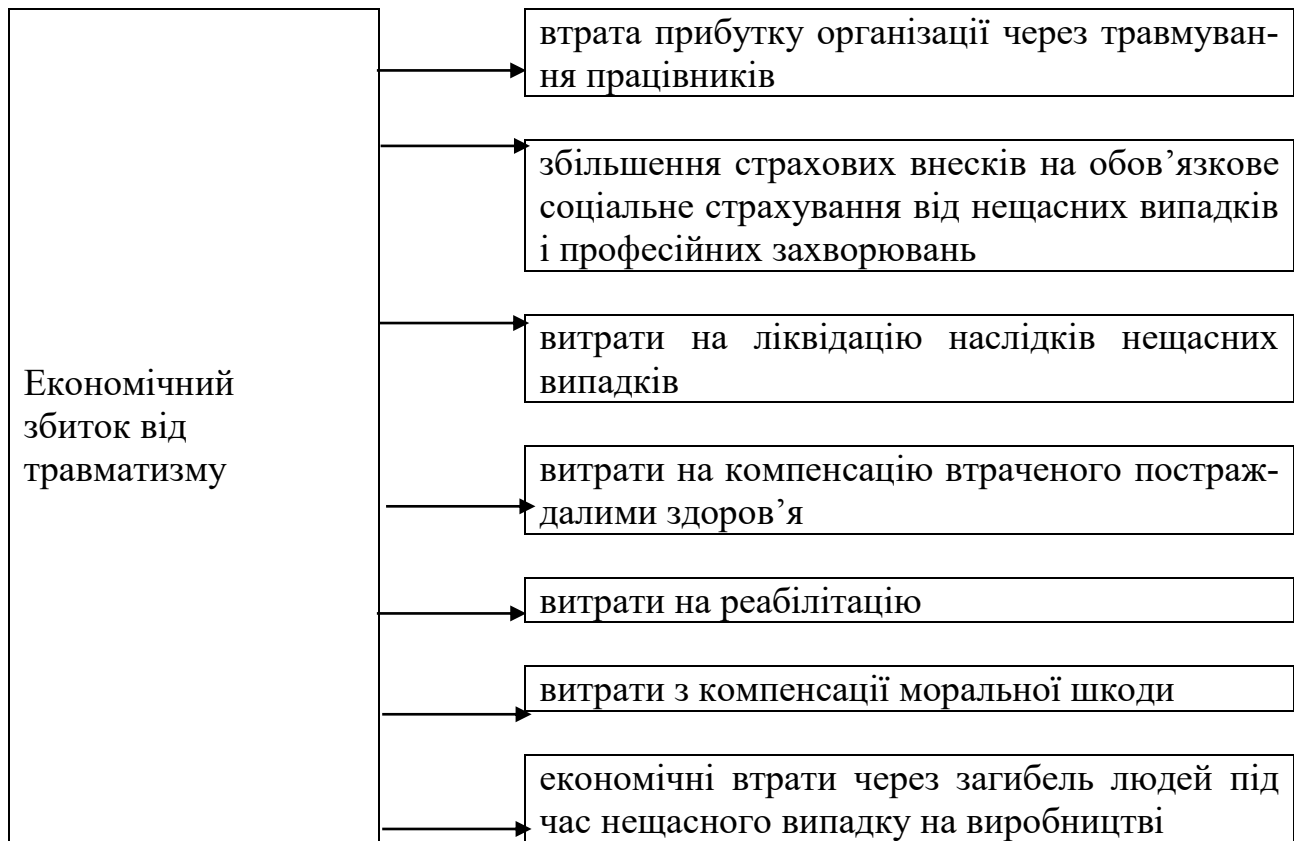 Економічний
збиток від
травматизму
втрата прибутку організації через травмуван-
ня працівників
збільшення страхових внесків на обов’язкове
соціальне страхування від нещасних випадків
і професійних захворювань
витрати на ліквідацію наслідків нещасних
випадків
витрати на компенсацію втраченого постраж-
далими здоров’я
витрати на реабілітацію
витрати з компенсації моральної шкоди
економічні втрати через загибель людей під
час нещасного випадку на виробництві